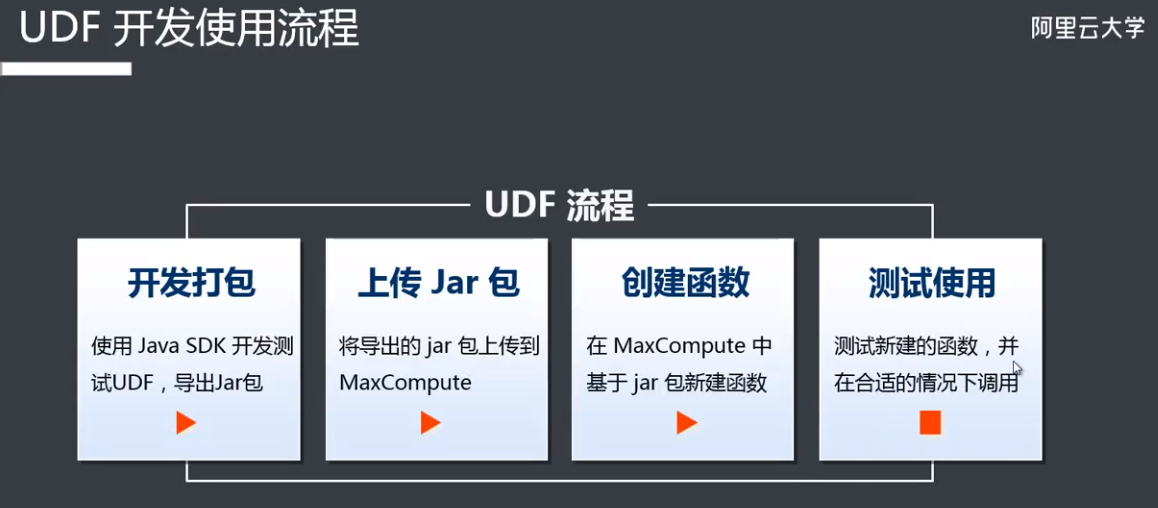 UDF 开发使用流程
阿里云大学
UDF 流程
开发打包
使用 Java SDK 开发测
试UDF，导出Jar包
上传 Jar 包
将导出的 jar 包上传到
MaxCompute
创建函数
在 MaxCompute 中
基于 jar 包新建函数
测试使用
测试新建的函数，并
在合适的情况下调用